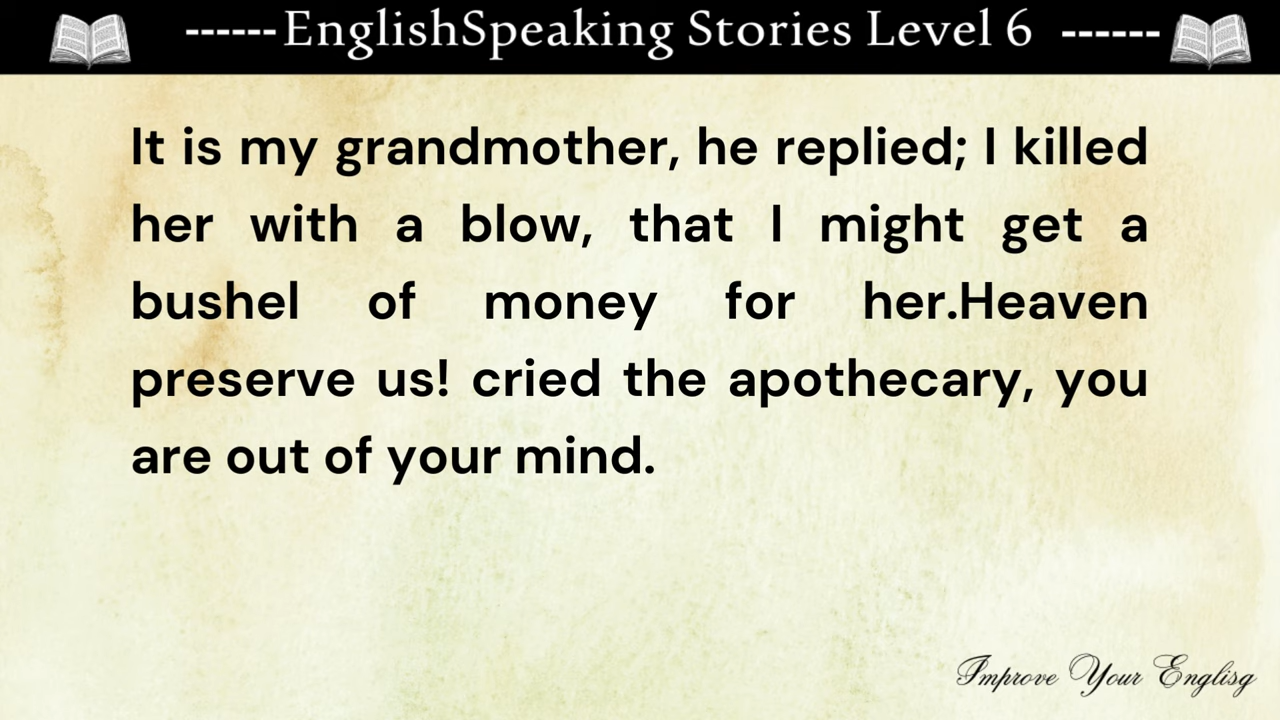 ------EnglishSpeaking Stories Level 6 ------
It is my grandmother, he replied; I killed
her with a blow, that I might get a
bushel of money for her.Heaven
preserve us! cried the apothecary, you
are out of your mind.
Improve Your Englisg